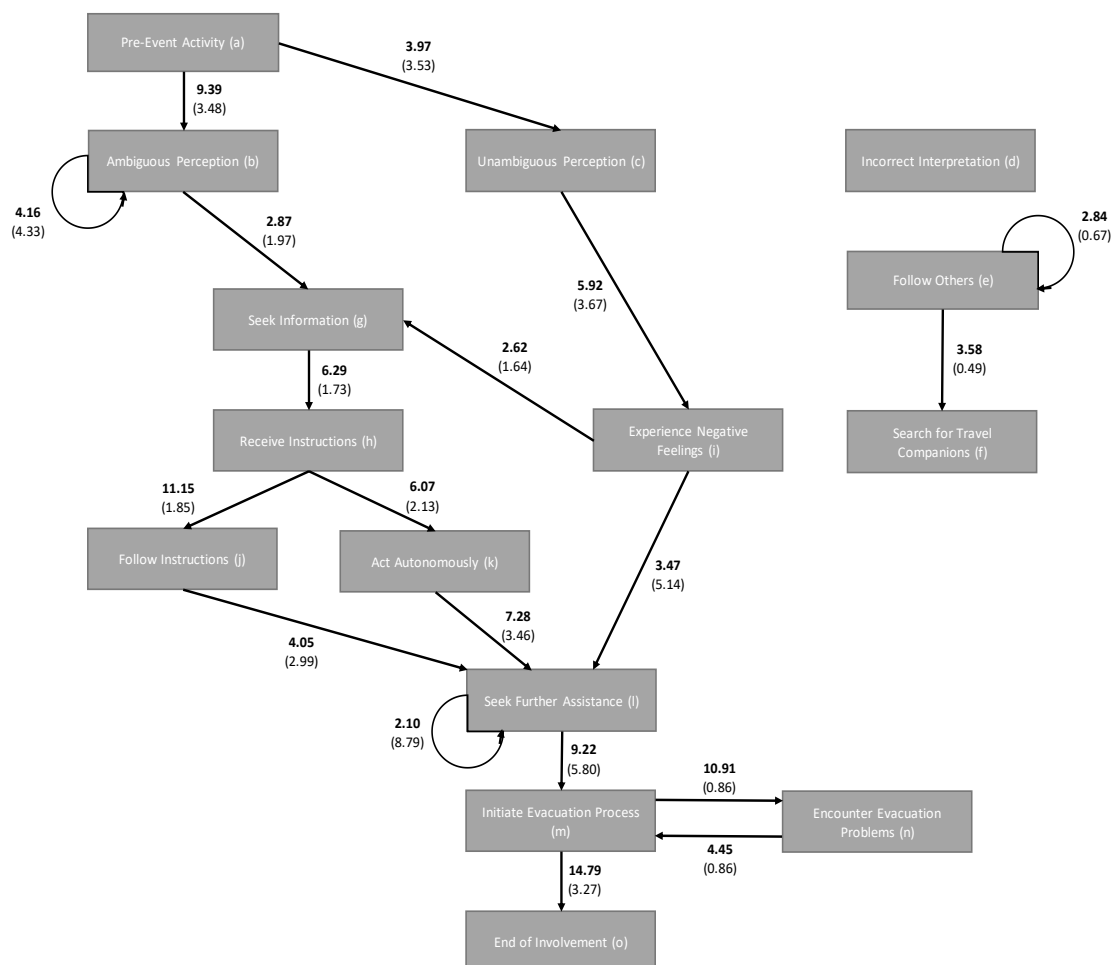 Pre-Event Activity (a)
3.97
(3.53)
9.39
(3.48)
Ambiguous Perception (b)
Unambiguous Perception (c)
Incorrect Interpretation (d)
4.16
(4.33)
2.87
(1.97)
2.84
(0.67)
Follow Others (e)
5.92
(3.67)
Seek Information (g)
2.62
(1.64)
3.58
(0.49)
6.29
(1.73)
Receive Instructions (h)
Experience Negative
Feelings (i)
Search for Travel
Companions (f)
11.15
(1.85)
6.07
(2.13)
Follow Instructions (j)
Act Autonomously (k)
3.47
(5.14)
4.05
(2.99)
7.28
(3.46)
Seek Further Assistance (l)
2.10
(8.79)
9.22
(5.80)
10.91
(0.86)
Initiate Evacuation Process
(m)
Encounter Evacuation
Problems (n)
4.45
(0.86)
14.79
(3.27)
End of Involvement (o)